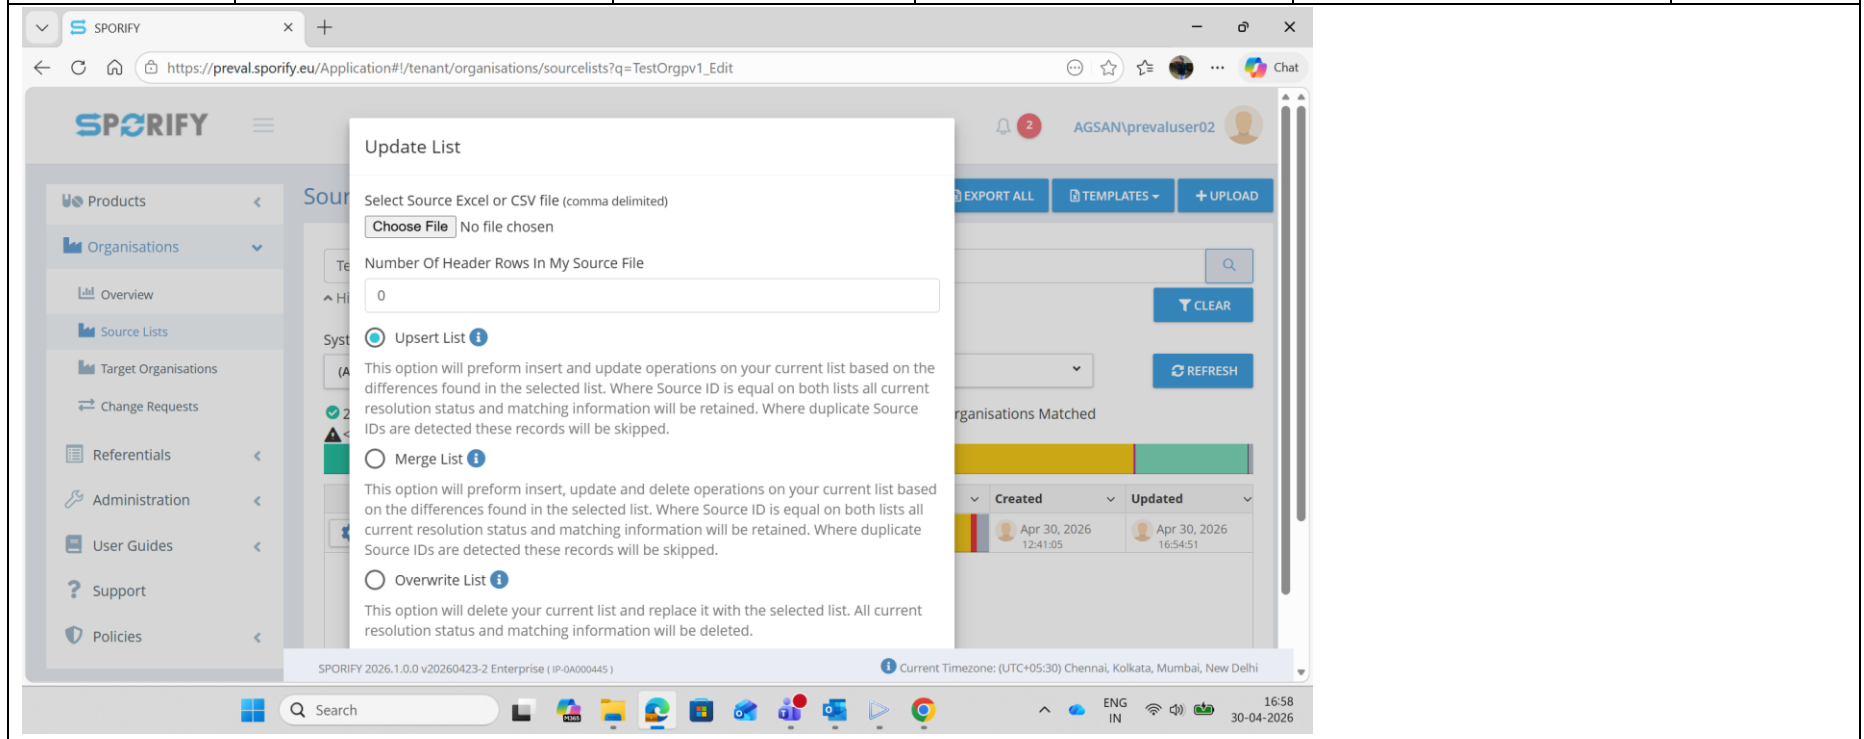 SPORIFY
https://preval.sporify.eu/Application#!/tenant/organisations/sourcelists?q=TestOrgpv1_Edit
Chat
SPORIFY
2
AGSAN\prevaluser02
Update List
Products
Organisations
Overview
Source Lists
Target Organisations
Change Requests
Referentials
Administration
User Guides
Support
Policies
Sour
EXPORT ALL
TEMPLATES
+ UPLOAD
Select Source Excel or CSV file (comma delimited)
Choose File No file chosen
Number Of Header Rows In My Source File
0
Te
Hi
CLEAR
Syst
(A
REFRESH
Upsert List
This option will preform insert and update operations on your current list based on the
differences found in the selected list. Where Source ID is equal on both lists all current
resolution status and matching information will be retained. Where duplicate Source
IDs are detected these records will be skipped.
2
<
rganisations Matched
Merge List
This option will preform insert, update and delete operations on your current list based
on the differences found in the selected list. Where Source ID is equal on both lists all
current resolution status and matching information will be retained. Where duplicate
Source IDs are detected these records will be skipped.
Created
Updated
Apr 30, 2026
12:41:05
Apr 30, 2026
16:54:51
Overwrite List
This option will delete your current list and replace it with the selected list. All current
resolution status and matching information will be deleted.
SPORIFY 2026.1.0.0 v20260423-2 Enterprise ( IP-0A000445 )
Current Timezone: (UTC+05:30) Chennai, Kolkata, Mumbai, New Delhi
Search
M365
ENG
IN
16:58
30-04-2026